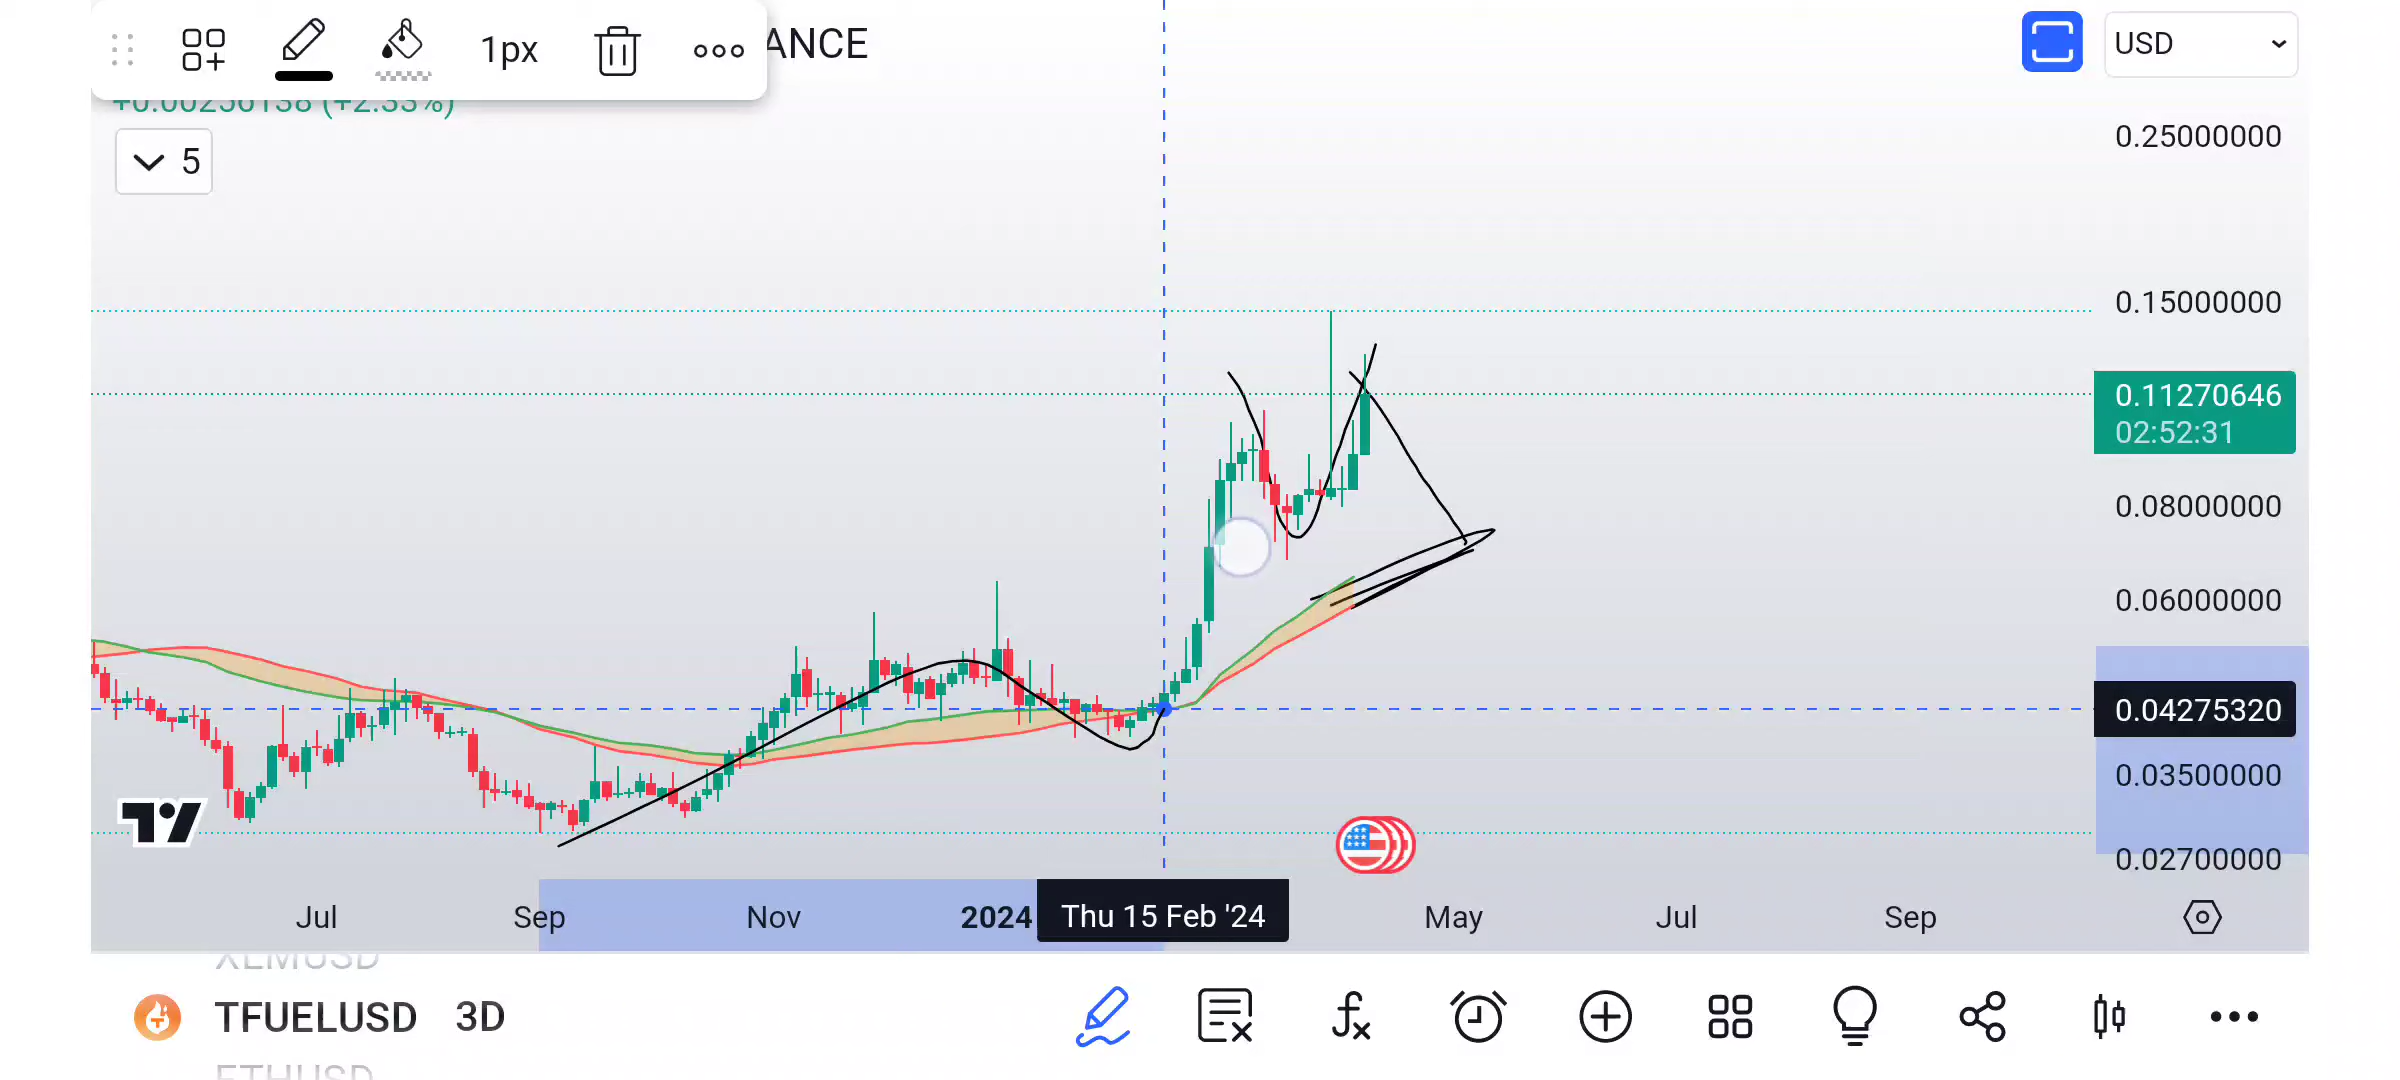 1px
ANCE
USD
+0.00256138 (+2.33%)
5
0.25000000
0.15000000
0.11270646
02:52:31
0.08000000
0.06000000
0.04275320
0.03500000
0.02700000
Jul
Sep
Nov
2024
Thu 15 Feb '24
May
Jul
Sep
XLMUSD
TFUELUSD 3D
ETHUSD